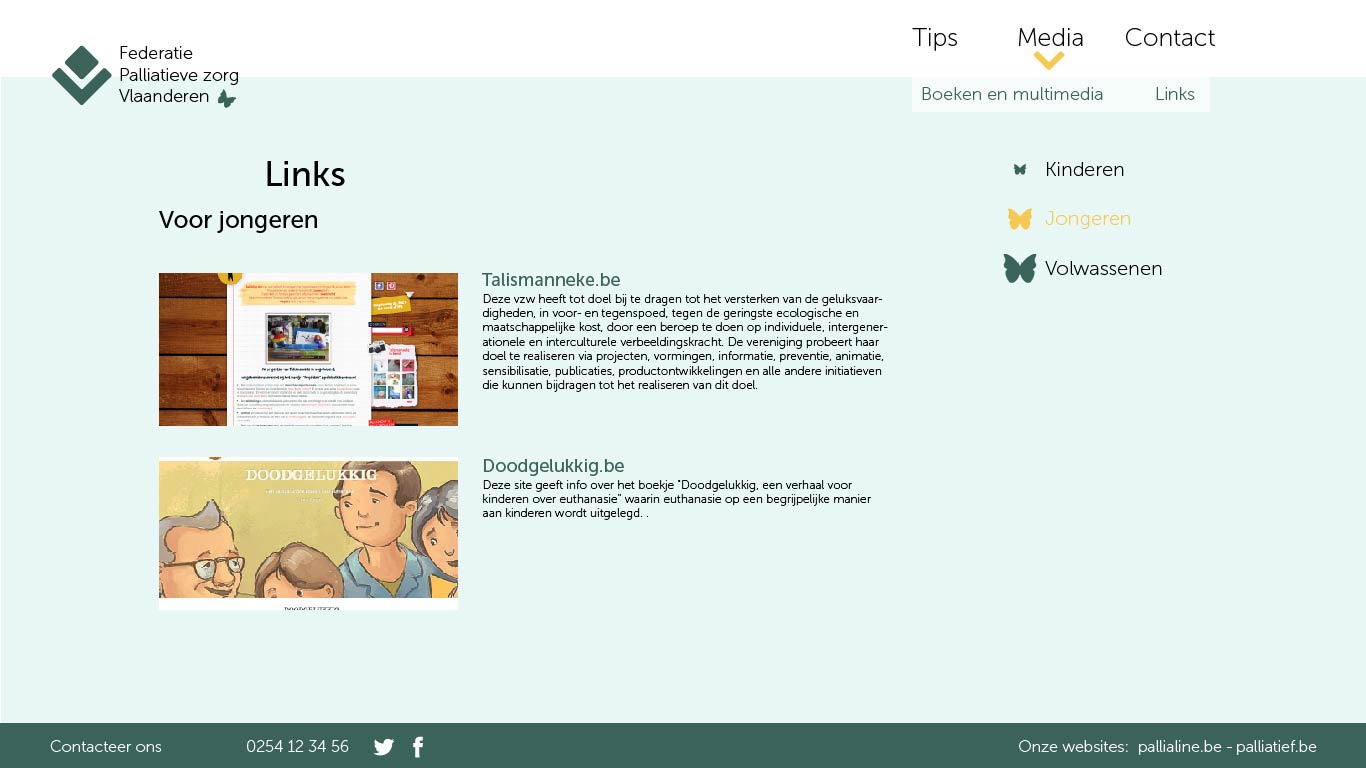 Federatie
Palliatieve zorg
Vlaanderen
Tips
Media
Contact
Boeken en multimedia
Links
Links
Voor jongeren
Kinderen
Jongeren
Volwassenen
Talismanneke.be
Deze vzw heeft tot doel bij te dragen tot het versterken van de geluksvaar-
digheden, in voor- en tegenspoed, tegen de geringste ecologische en
maatschappelijke kost, door een beroep te doen op individuele, intergener-
ationele en interculturele verbeeldingskracht. De vereniging probeert haar
doel te realiseren via projecten, vormingen, informatie, preventie, animatie,
sensibilisatie, publicaties, productontwikkelingen en alle andere initiatieven
die kunnen bijdragen tot het realiseren van dit doel.
DOODGELUKKIG
Doodgelukkig.be
Deze site geeft info over het boekje "Doodgelukkig, een verhaal voor
kinderen over euthanasie" waarin euthanasie op een begrijpelijke manier
aan kinderen wordt uitgelegd. .
Contacteer ons
0254 12 34 56
Onze websites: pallialine.be - palliatief.be